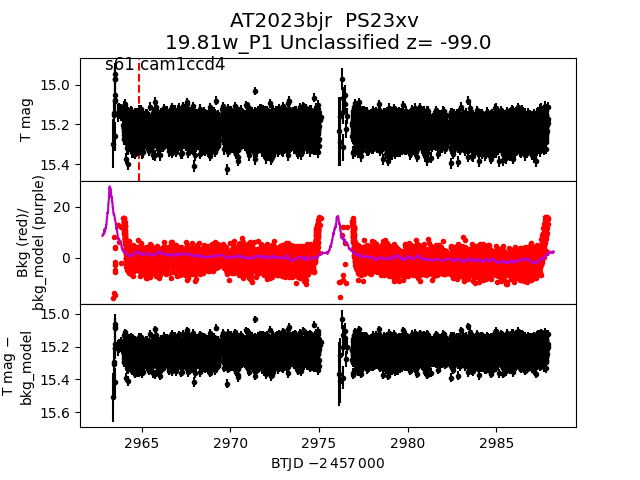 AT2023bjr  PS23xv
19.81w_P1 Unclassified z= -99.0
s61 cam1ccd4
T mag
15.0
15.2
15.4
Bkg (red)/
bkg_model (purple)
20
0
T mag −
bkg_model
15.0
15.2
15.4
15.6
2965 2970 2975 2980 2985
BTJD −2 457 000